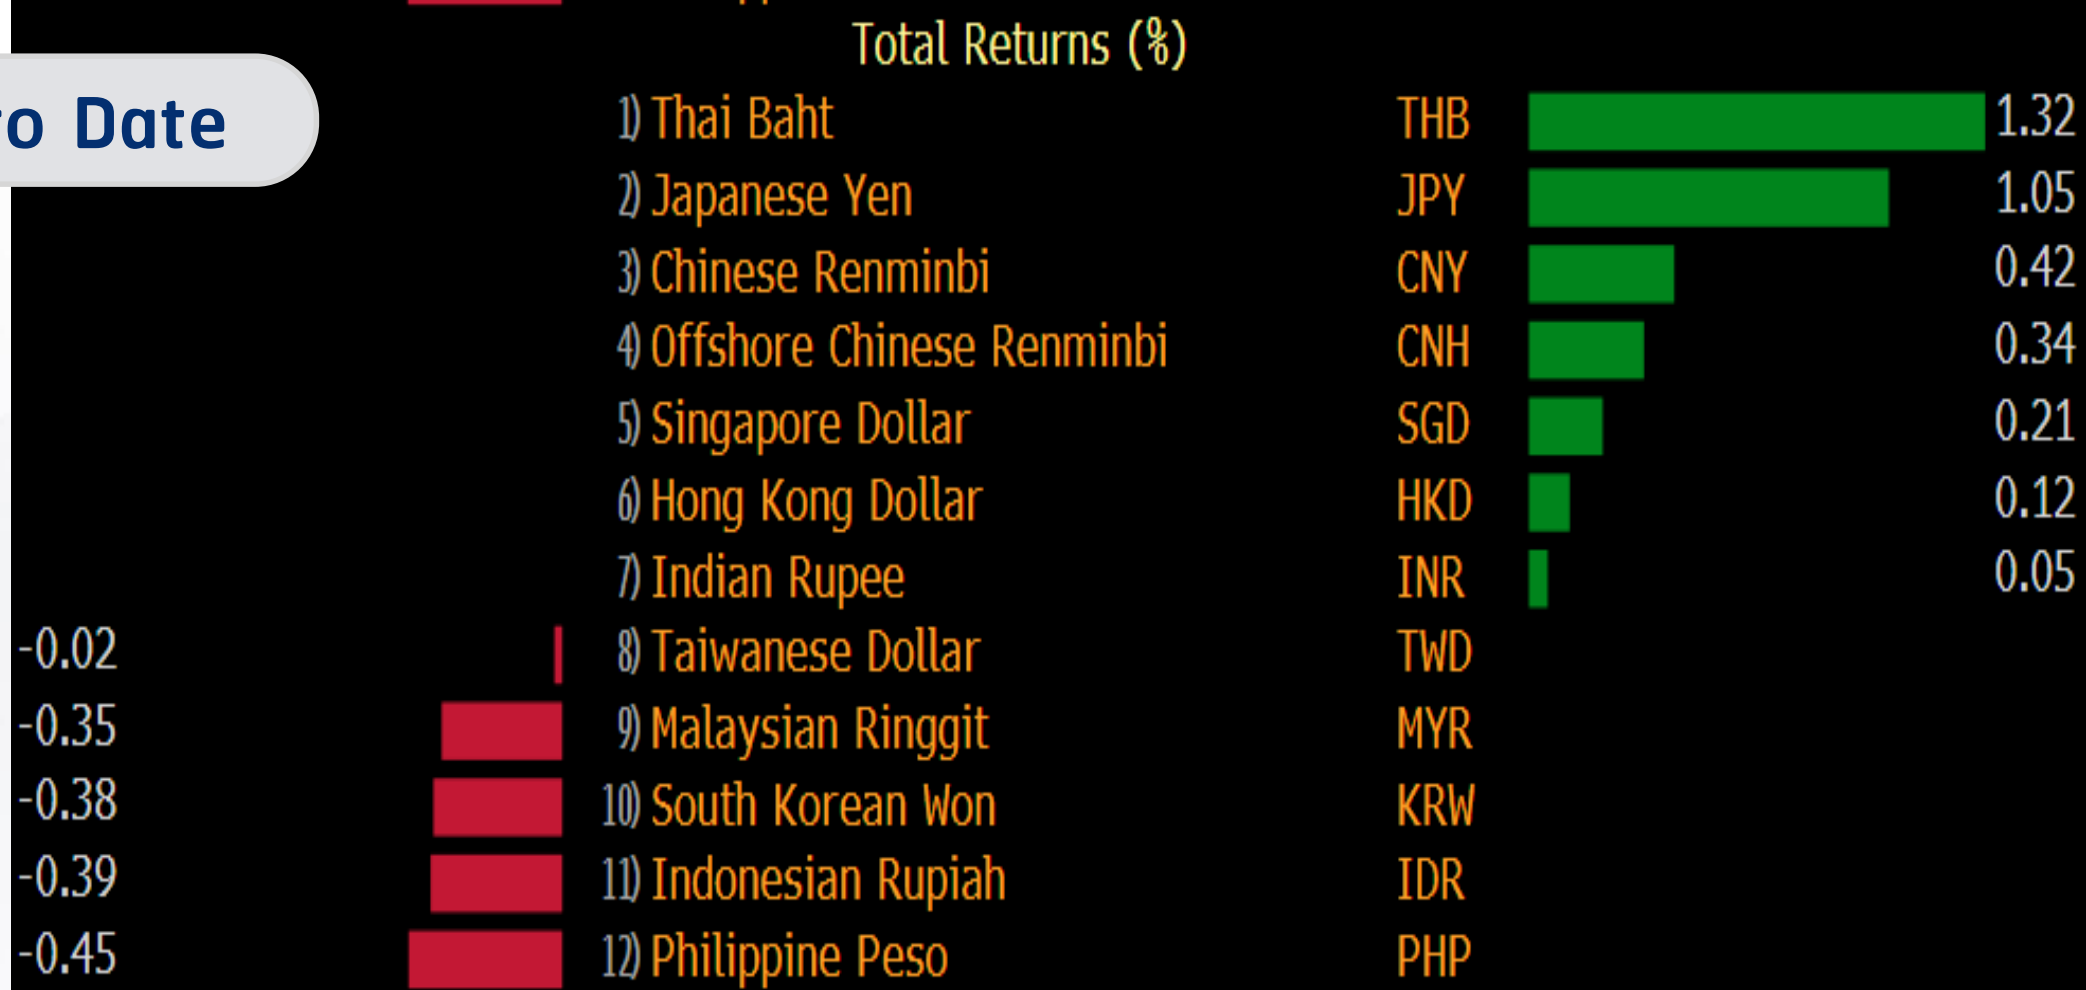 Total Returns (%)
o Date
1) Thai Baht THB 1.32
2) Japanese Yen JPY 1.05
3) Chinese Renminbi CNY 0.42
4) Offshore Chinese Renminbi CNH 0.34
5) Singapore Dollar SGD 0.21
6) Hong Kong Dollar HKD 0.12
7) Indian Rupee INR 0.05
-0.02 8) Taiwanese Dollar TWD
-0.35 9) Malaysian Ringgit MYR
-0.38 10) South Korean Won KRW
-0.39 11) Indonesian Rupiah IDR
-0.45 12) Philippine Peso PHP